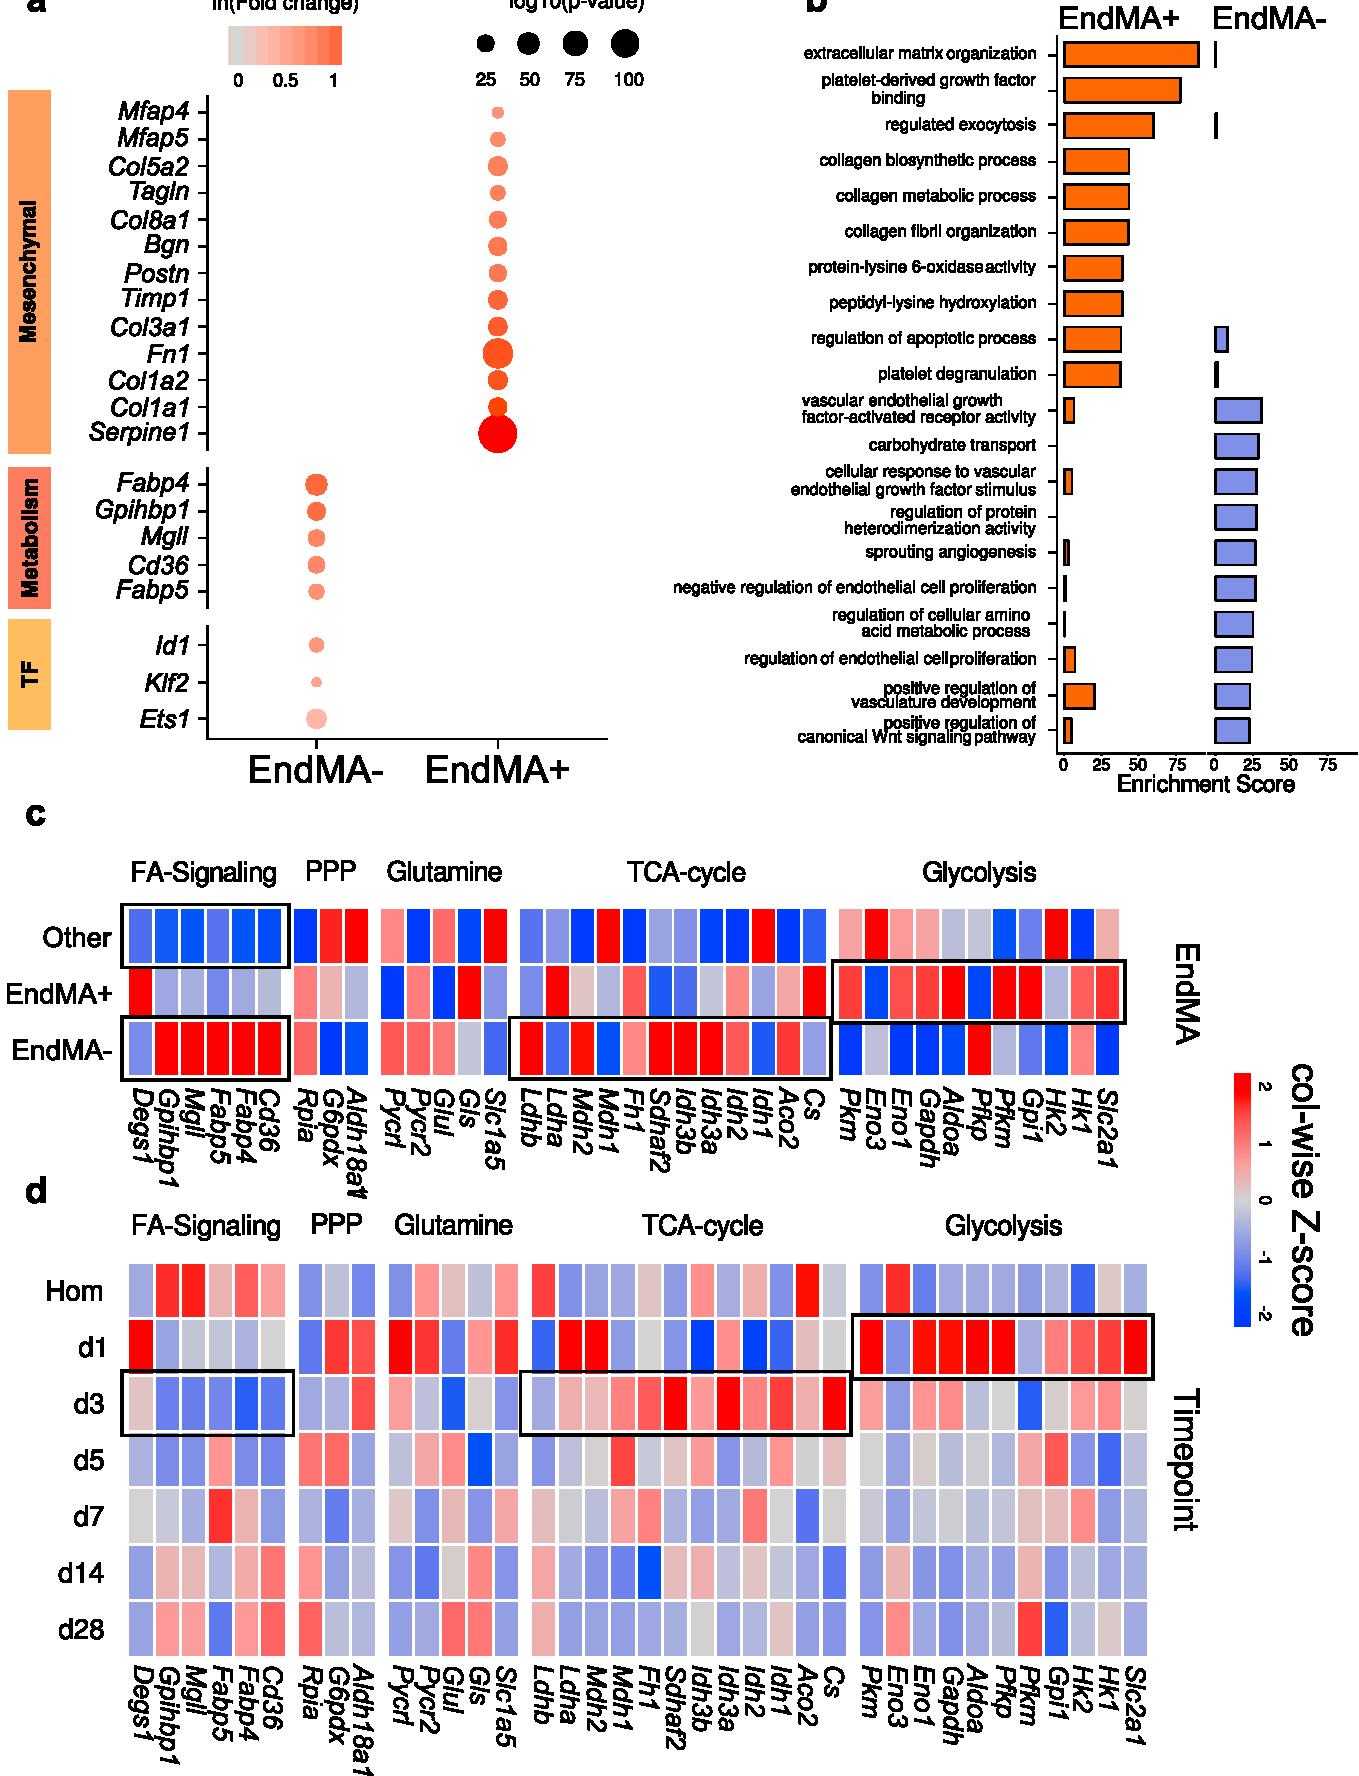 a
ln(Fold change)
log10(p-value)
0 0.5 1
25 50 75 100
Mesenchymal
Mfap4
Mfap5
Col5a2
Tagln
Col8a1
Bgn
Postn
Timp1
Col3a1
Fn1
Col1a2
Col1a1
Serpine1
Metabolism
Fabp4
Gpihbp1
Mgll
Cd36
Fabp5
TF
Id1
Klf2
Ets1
EndMA- EndMA+
b
EndMA+ EndMA-
extracellular matrix organization
platelet-derived growth factor
binding
regulated exocytosis
collagen biosynthetic process
collagen metabolic process
collagen fibril organization
protein-lysine 6-oxidase activity
peptidyl-lysine hydroxylation
regulation of apoptotic process
platelet degranulation
vascular endothelial growth
factor-activated receptor activity
carbohydrate transport
cellular response to vascular
endothelial growth factor stimulus
regulation of protein
heterodimerization activity
sprouting angiogenesis
negative regulation of endothelial cell proliferation
regulation of cellular amino
acid metabolic process
regulation of endothelial cell proliferation
positive regulation of
vasculature development
positive regulation of
canonical Wnt signaling pathway
0 25 50 75 0 25 50 75
Enrichment Score
c
FA-Signaling PPP Glutamine TCA-cycle Glycolysis
Other
EndMA+
EndMA-
EndMA
Degs1 Gpihbp1 Mgll Fabp5 Fabp4 Cd36 Rpia G6pdx Aldh18a1 Pycrl Pycr2 Glul Gls Slc1a5 Ldhb Ldha Mdh2 Mdh1 Fh1 Sdhaf2 Idh3b Idh3a Idh2 Idh1 Aco2 Cs Pkm Eno3 Eno1 Gapdh Aldoa Pfkp Pfkm Gpi1 Hk2 Hk1 Slc2a1
col-wise Z-score
2
1
0
-1
-2
d
FA-Signaling PPP Glutamine TCA-cycle Glycolysis
Hom
d1
d3
d5
d7
d14
d28
Timepoint
Degs1 Gpihbp1 Mgll Fabp5 Fabp4 Cd36 Rpia G6pdx Aldh18a1 Pycrl Pycr2 Glul Gls Slc1a5 Ldhb Ldha Mdh2 Mdh1 Fh1 Sdhaf2 Idh3b Idh3a Idh2 Idh1 Aco2 Cs Pkm Eno3 Eno1 Gapdh Aldoa Pfkp Pfkm Gpi1 Hk2 Hk1 Slc2a1